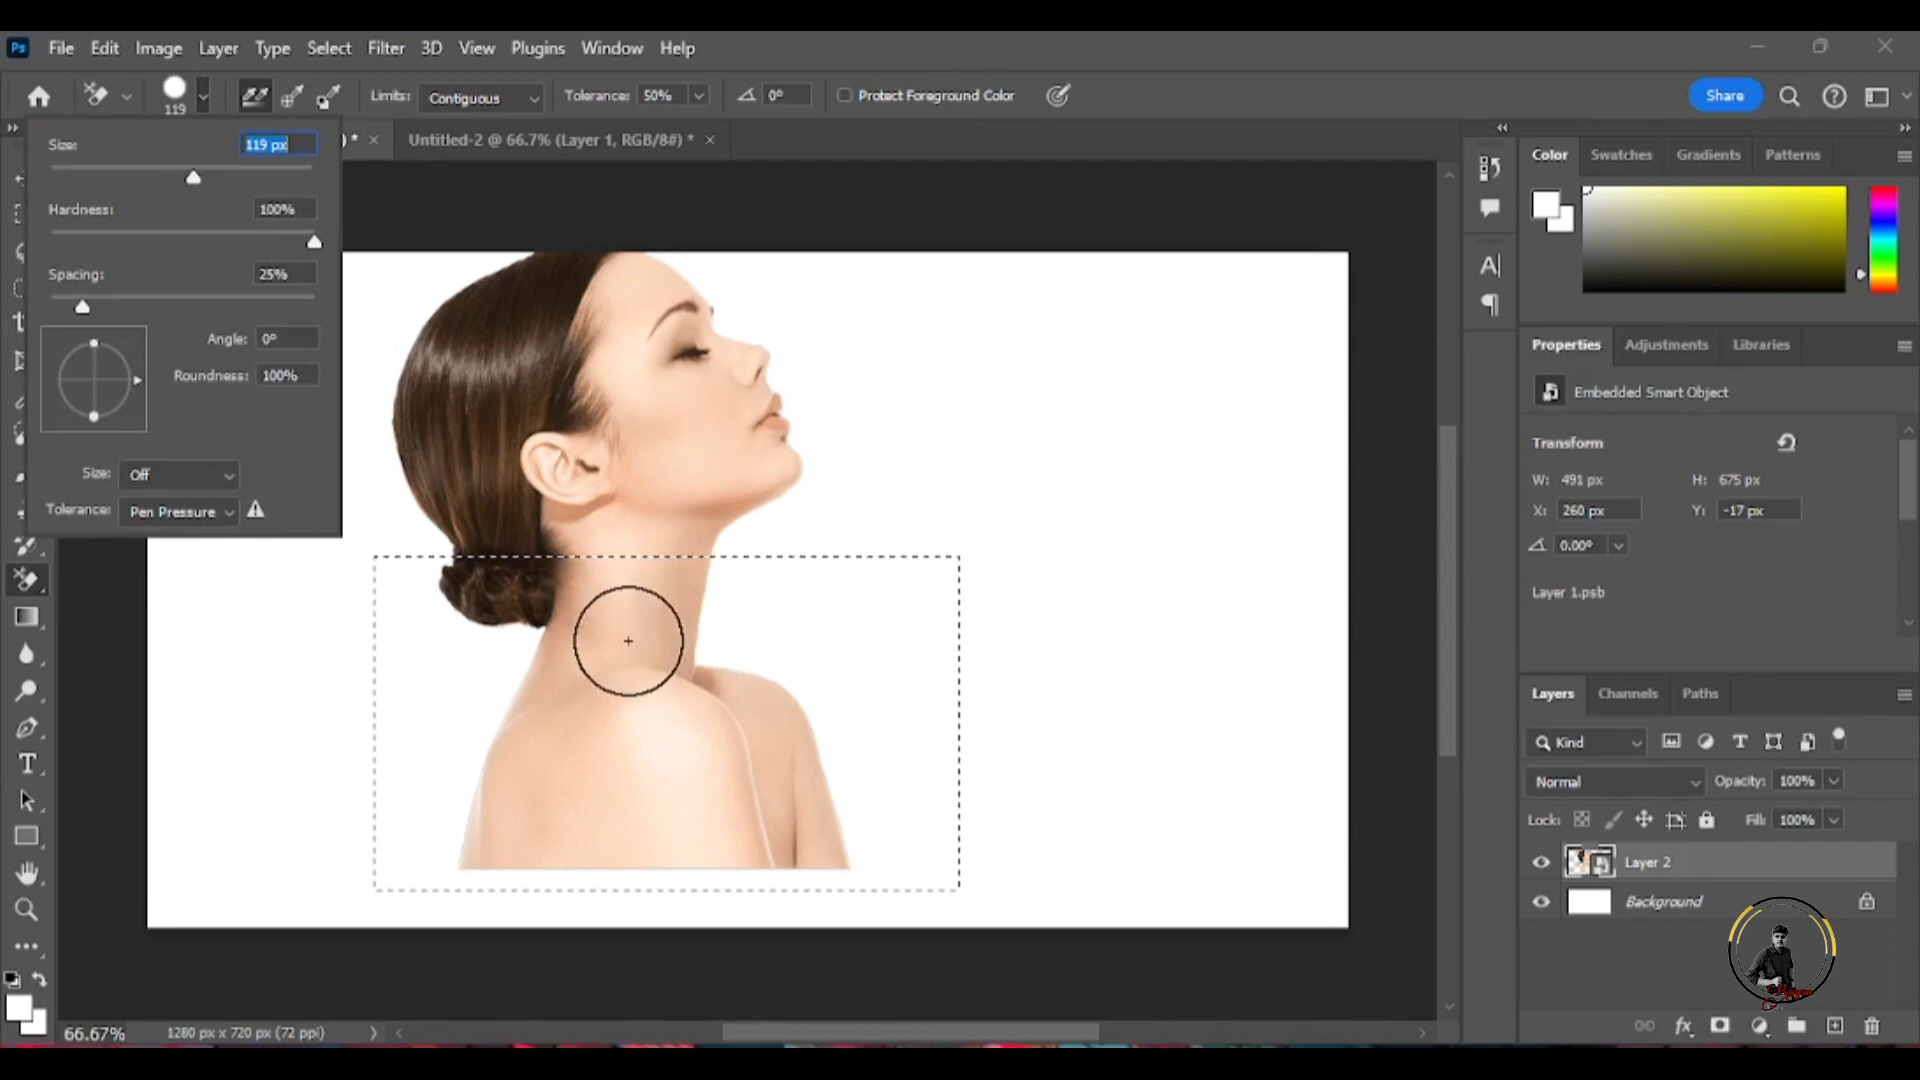 Ps File Edit Image Layer Type Select Filter 3D View Plugins Window Help
119 Limits: Contiguous Tolerance: 50% 0° Protect Foreground Color Share
) * × Untitled-2 @ 66.7% (Layer 1, RGB/8#) * ×
Size: 119 px
Hardness: 100%
Spacing: 25%
Angle: 0°
Roundness: 100%
Size: Off
Tolerance: Pen Pressure
Color Swatches Gradients Patterns
Properties Adjustments Libraries
Embedded Smart Object
Transform
W: 491 px H: 675 px
X: 260 px Y: -17 px
0.00°
Layer 1.psb
Layers Channels Paths
Kind
Normal Opacity: 100%
Lock: Fill: 100%
Layer 2
Background
66.67% 1280 px x 720 px (72 ppi)